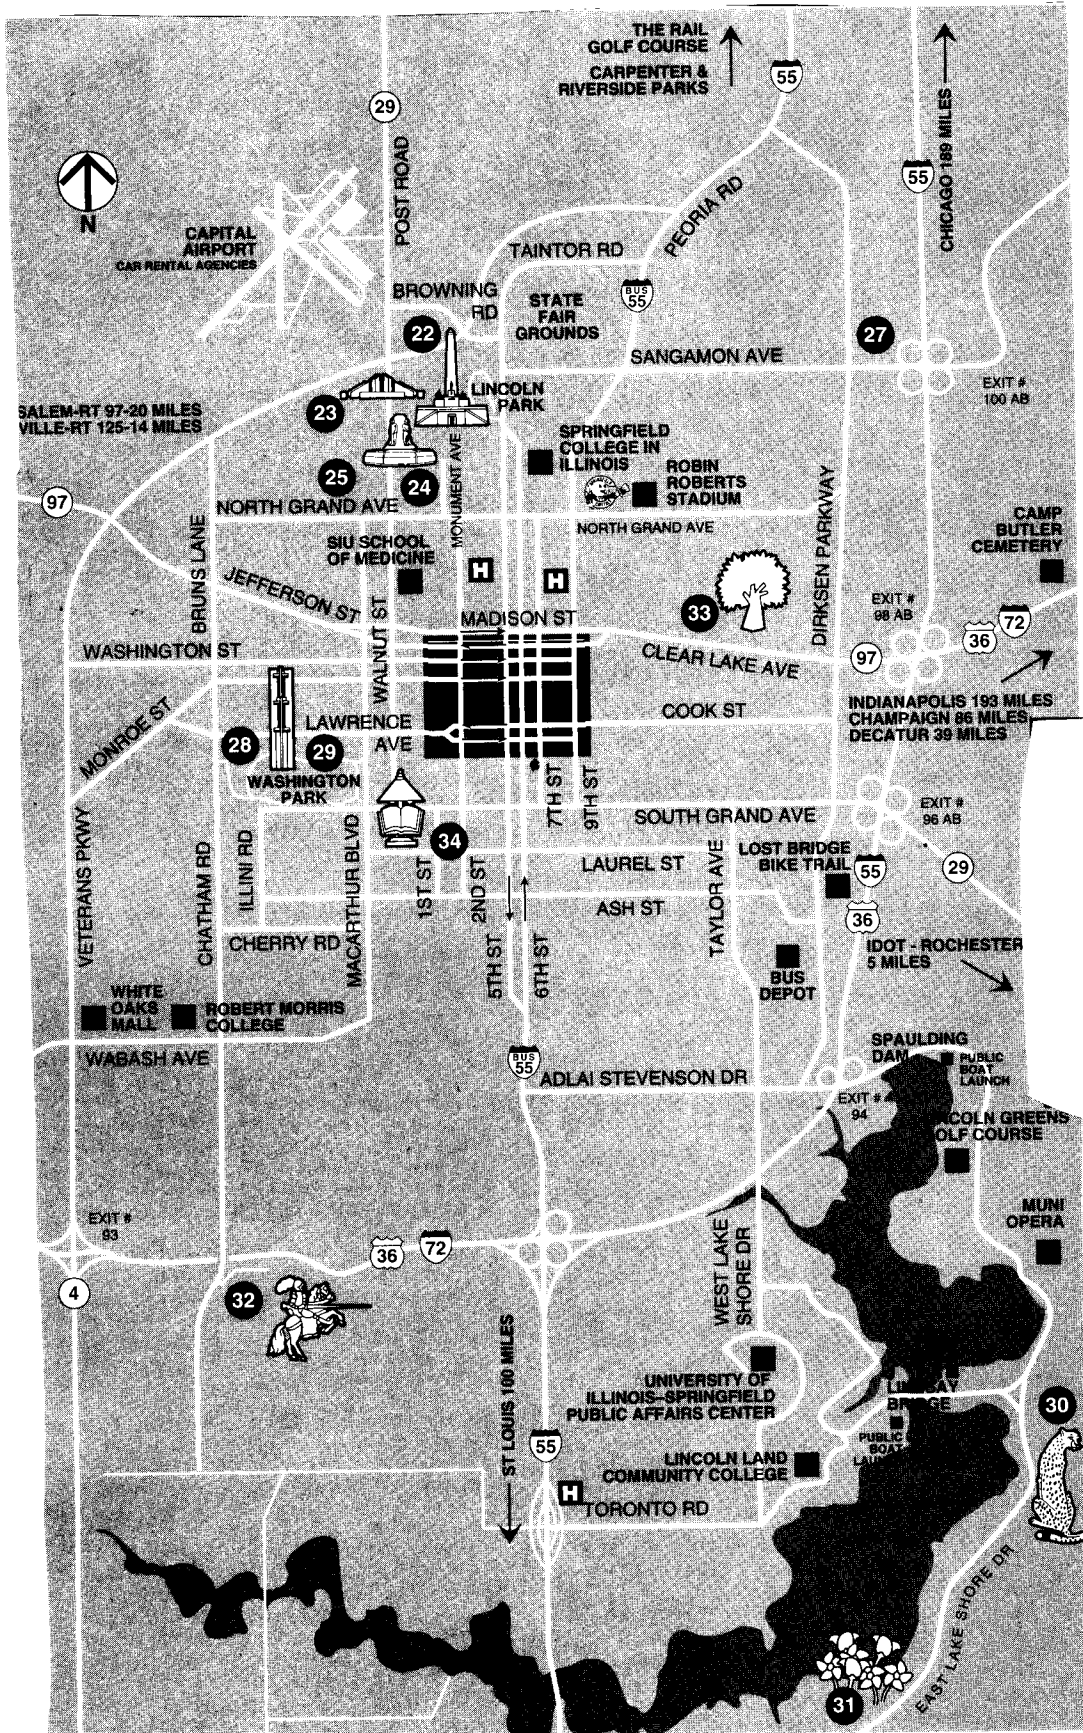 THE RAIL
GOLF COURSE
CARPENTER &
RIVERSIDE PARKS
55
29
POST ROAD
55
CHICAGO 189 MILES
N
CAPITAL
AIRPORT
CAR RENTAL AGENCIES
PEORIA RD
TAINTOR RD
BROWNING
RD
BUS
55
STATE
FAIR
GROUNDS
22
27
SANGAMON AVE
EXIT #
100 AB
LINCOLN
PARK
23
SALEM-RT 97-20 MILES
VILLE-RT 125-14 MILES
SPRINGFIELD
COLLEGE IN
ILLINOIS
ROBIN
ROBERTS
STADIUM
25
24
MONUMENT AVE
97
NORTH GRAND AVE
NORTH GRAND AVE
DIRKSEN PARKWAY
CAMP
BUTLER
CEMETERY
BRUNS LANE
SIU SCHOOL
OF MEDICINE
H
H
JEFFERSON ST
WALNUT ST
MADISON ST
33
EXIT #
98 AB
72
36
WASHINGTON ST
CLEAR LAKE AVE
97
INDIANAPOLIS 193 MILES
CHAMPAIGN 86 MILES
DECATUR 39 MILES
MONROE ST
LAWRENCE
AVE
COOK ST
28
29
WASHINGTON
PARK
7TH ST
9TH ST
SOUTH GRAND AVE
EXIT #
96 AB
34
VETERANS PKWY
CHATHAM RD
ILLINI RD
MACARTHUR BLVD
1ST ST
2ND ST
LAUREL ST
TAYLOR AVE
LOST BRIDGE
BIKE TRAIL
55
29
36
ASH ST
CHERRY RD
5TH ST
6TH ST
IDOT - ROCHESTER
5 MILES
BUS
DEPOT
WHITE
OAKS
MALL
ROBERT MORRIS
COLLEGE
WABASH AVE
BUS
55
ADLAI STEVENSON DR
SPAULDING
DAM
PUBLIC
BOAT
LAUNCH
EXIT #
94
NCOLN GREENS
OLF COURSE
MUNI
OPERA
EXIT #
93
36
72
4
32
WEST LAKE
SHORE DR
ST LOUIS 100 MILES
UNIVERSITY OF
ILLINOIS-SPRINGFIELD
PUBLIC AFFAIRS CENTER
LINDSAY
BRIDGE
30
PUBLIC
BOAT
LAUN
55
LINCOLN LAND
COMMUNITY COLLEGE
H
TORONTO RD
EAST LAKE SHORE DR
31